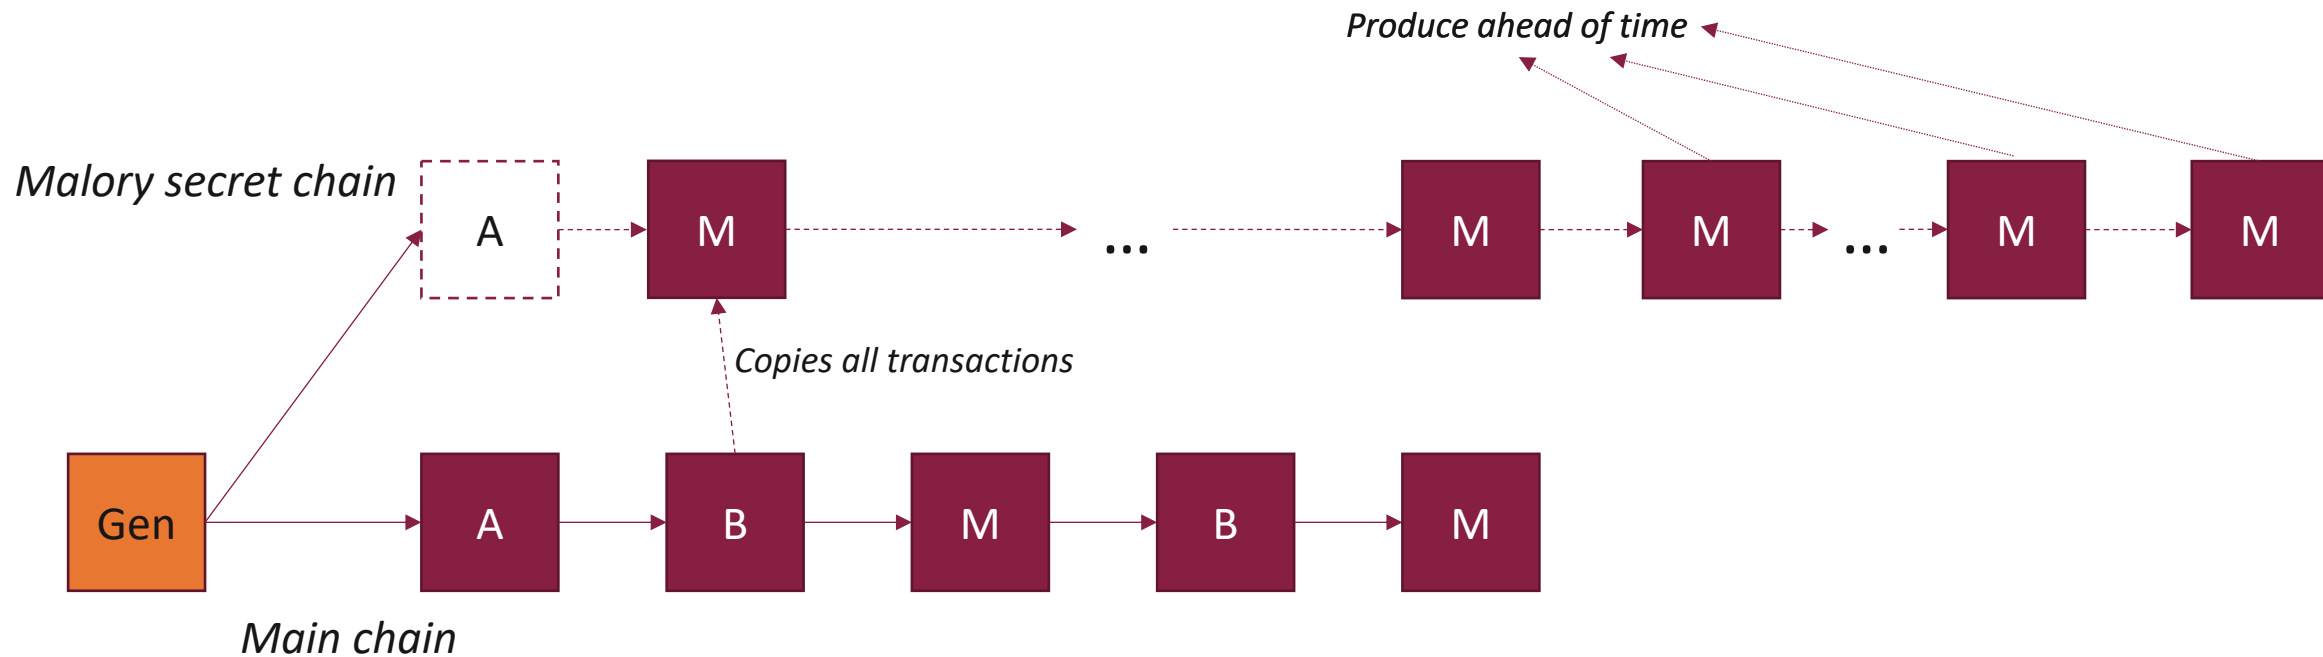 Produce ahead of time
Malory secret chain
A
M
...
M
M
...
M
M
Copies all transactions
Gen
A
B
M
B
M
Main chain